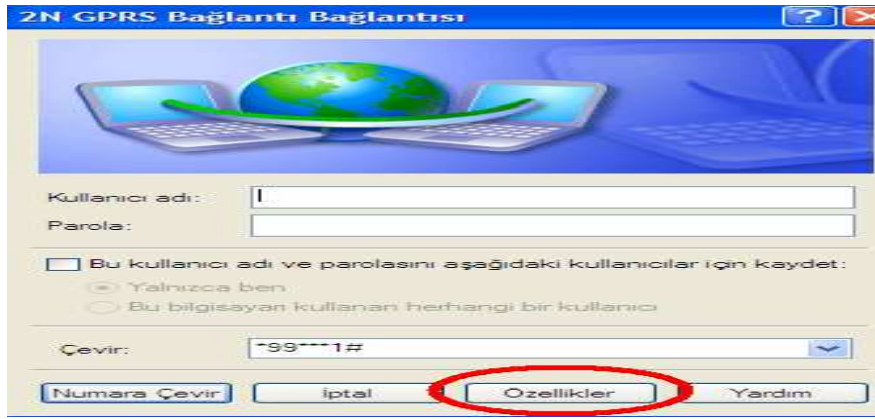 2N GPRS Bağlantı Bağlantısı
Kullanıcı adı:
Parola:
Bu kullanıcı adı ve parolasını aşağıdaki kullanıcılar için kaydet:
Yalnızca ben
Bu bilgisayarı kullanan herhangi bir kullanıcı
Çevir: *99***1#
Numara Çevir İptal Özellikler Yardım